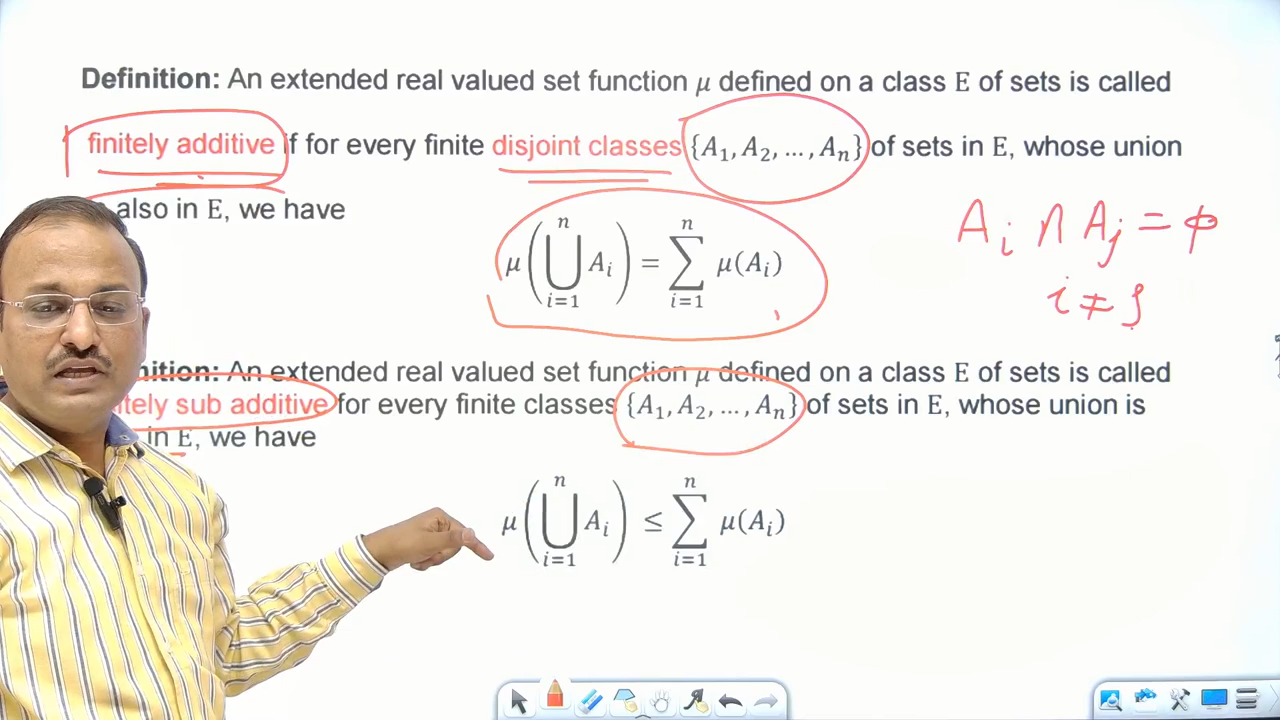 Definition: An extended real valued set function μ defined on a class E of sets is called
finitely additive if for every finite disjoint classes {A₁, A₂, ..., Aₙ} of sets in E, whose union
also in E, we have
μ(⋃ᵢ₌₁ⁿ Aᵢ) = ∑ᵢ₌₁ⁿ μ(Aᵢ)
Aᵢ ∩ Aⱼ = ϕ
i ≠ j
nition: An extended real valued set function μ defined on a class E of sets is called
itely sub additive for every finite classes {A₁, A₂, ..., Aₙ} of sets in E, whose union is
in E, we have
μ(⋃ᵢ₌₁ⁿ Aᵢ) ≤ ∑ᵢ₌₁ⁿ μ(Aᵢ)